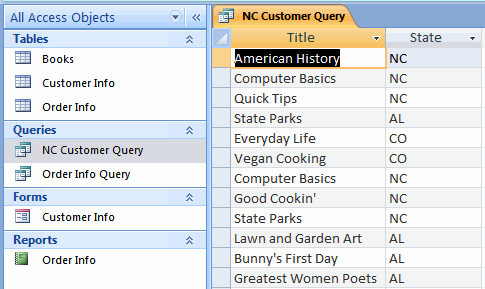 All Access Objects
Tables
Books
Customer Info
Order Info
Queries
NC Customer Query
Order Info Query
Forms
Customer Info
Reports
Order Info
NC Customer Query
Title State
American History NC
Computer Basics NC
Quick Tips NC
State Parks AL
Everyday Life CO
Vegan Cooking CO
Computer Basics NC
Good Cookin' NC
State Parks NC
Lawn and Garden Art AL
Bunny's First Day AL
Greatest Women Poets AL